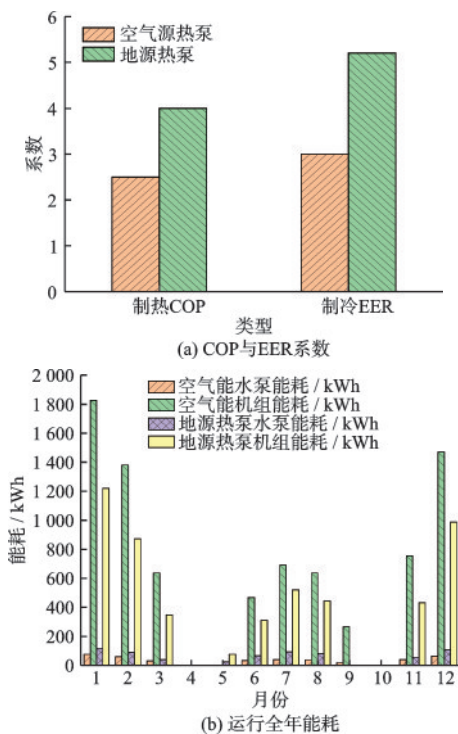 6
5
4
3
2
1
0
系数
空气源热泵
地源热泵
制热COP
制冷EER
类型
(a) COP与EER系数
2 000
1 800
1 600
1 400
1 200
1 000
800
600
400
200
0
能耗 / kWh
空气能水泵能耗 / kWh
空气能机组能耗 / kWh
地源热泵水泵能耗 / kWh
地源热泵机组能耗 / kWh
1 2 3 4 5 6 7 8 9 10 11 12
月份
(b) 运行全年能耗